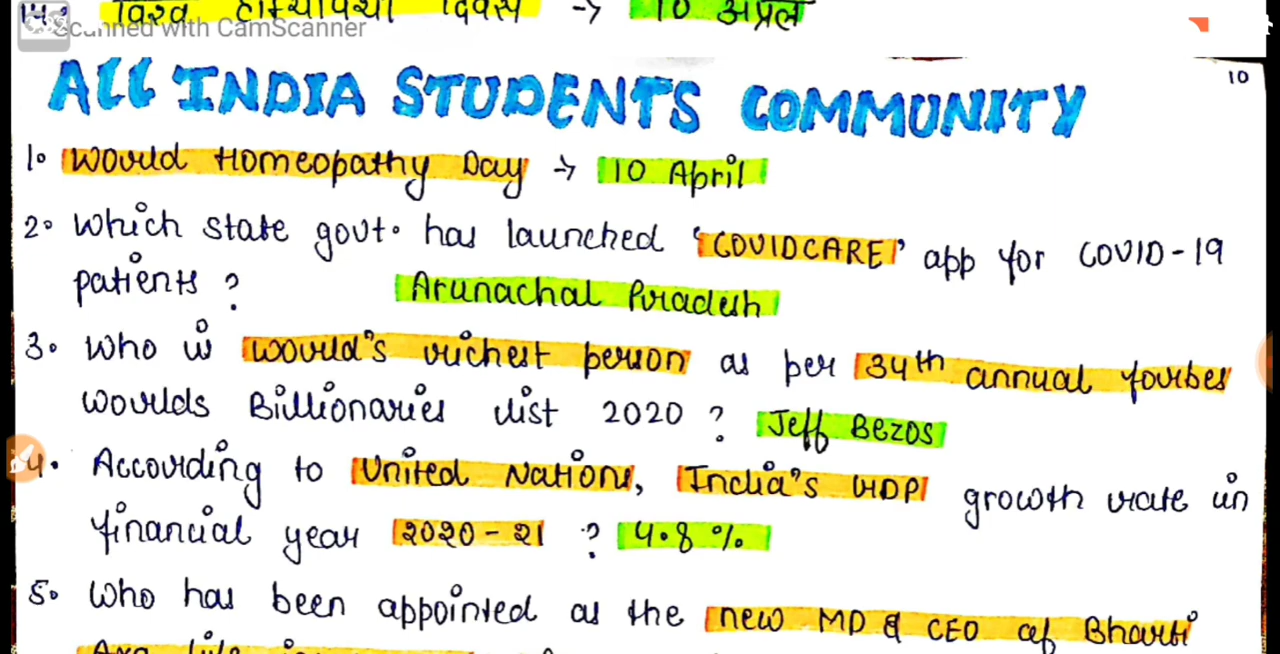 14. विश्व होम्योपैथी दिवस → 10 अप्रैल
Scanned with CamScanner
ALL INDIA STUDENTS COMMUNITY
10
1. World Homeopathy Day → 10 April
2. Which state govt. has launched 'COVIDCARE' app for COVID-19
patients ? Arunachal Pradesh
3. Who is world's richest person as per 34th annual forbes
worlds Billionaries list 2020 ? Jeff Bezos
4. According to United Nations, India's GDP growth rate in
financial year 2020-21 ? 4.8 %
5. Who has been appointed as the new MD & CEO of Bharti
Axa life